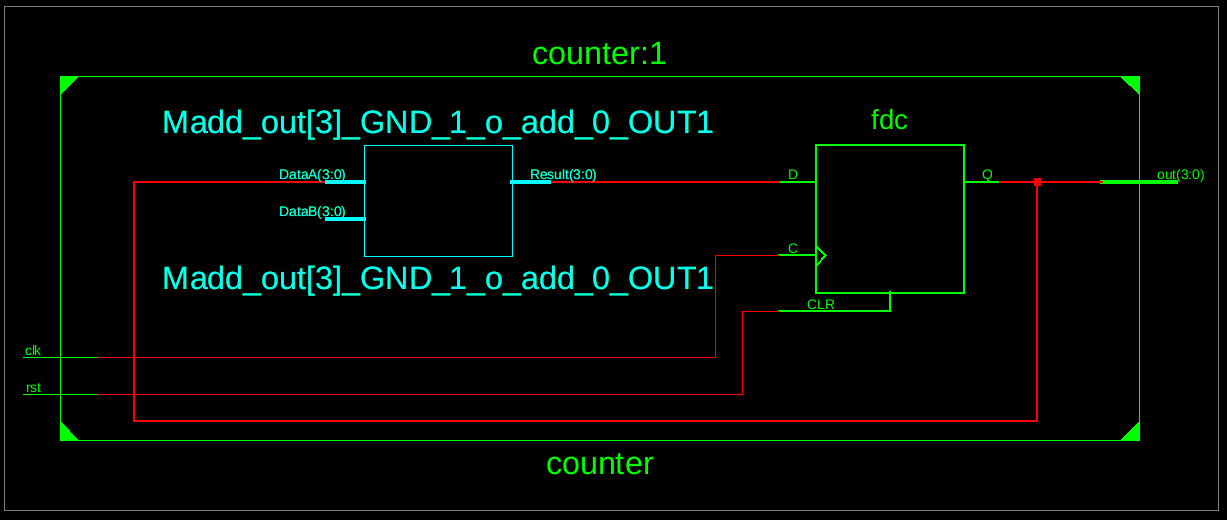 counter:1
Madd_out[3]_GND_1_o_add_0_OUT1
fdc
DataA(3:0)
Result(3:0)
D
Q
out(3:0)
DataB(3:0)
C
Madd_out[3]_GND_1_o_add_0_OUT1
CLR
clk
rst
counter